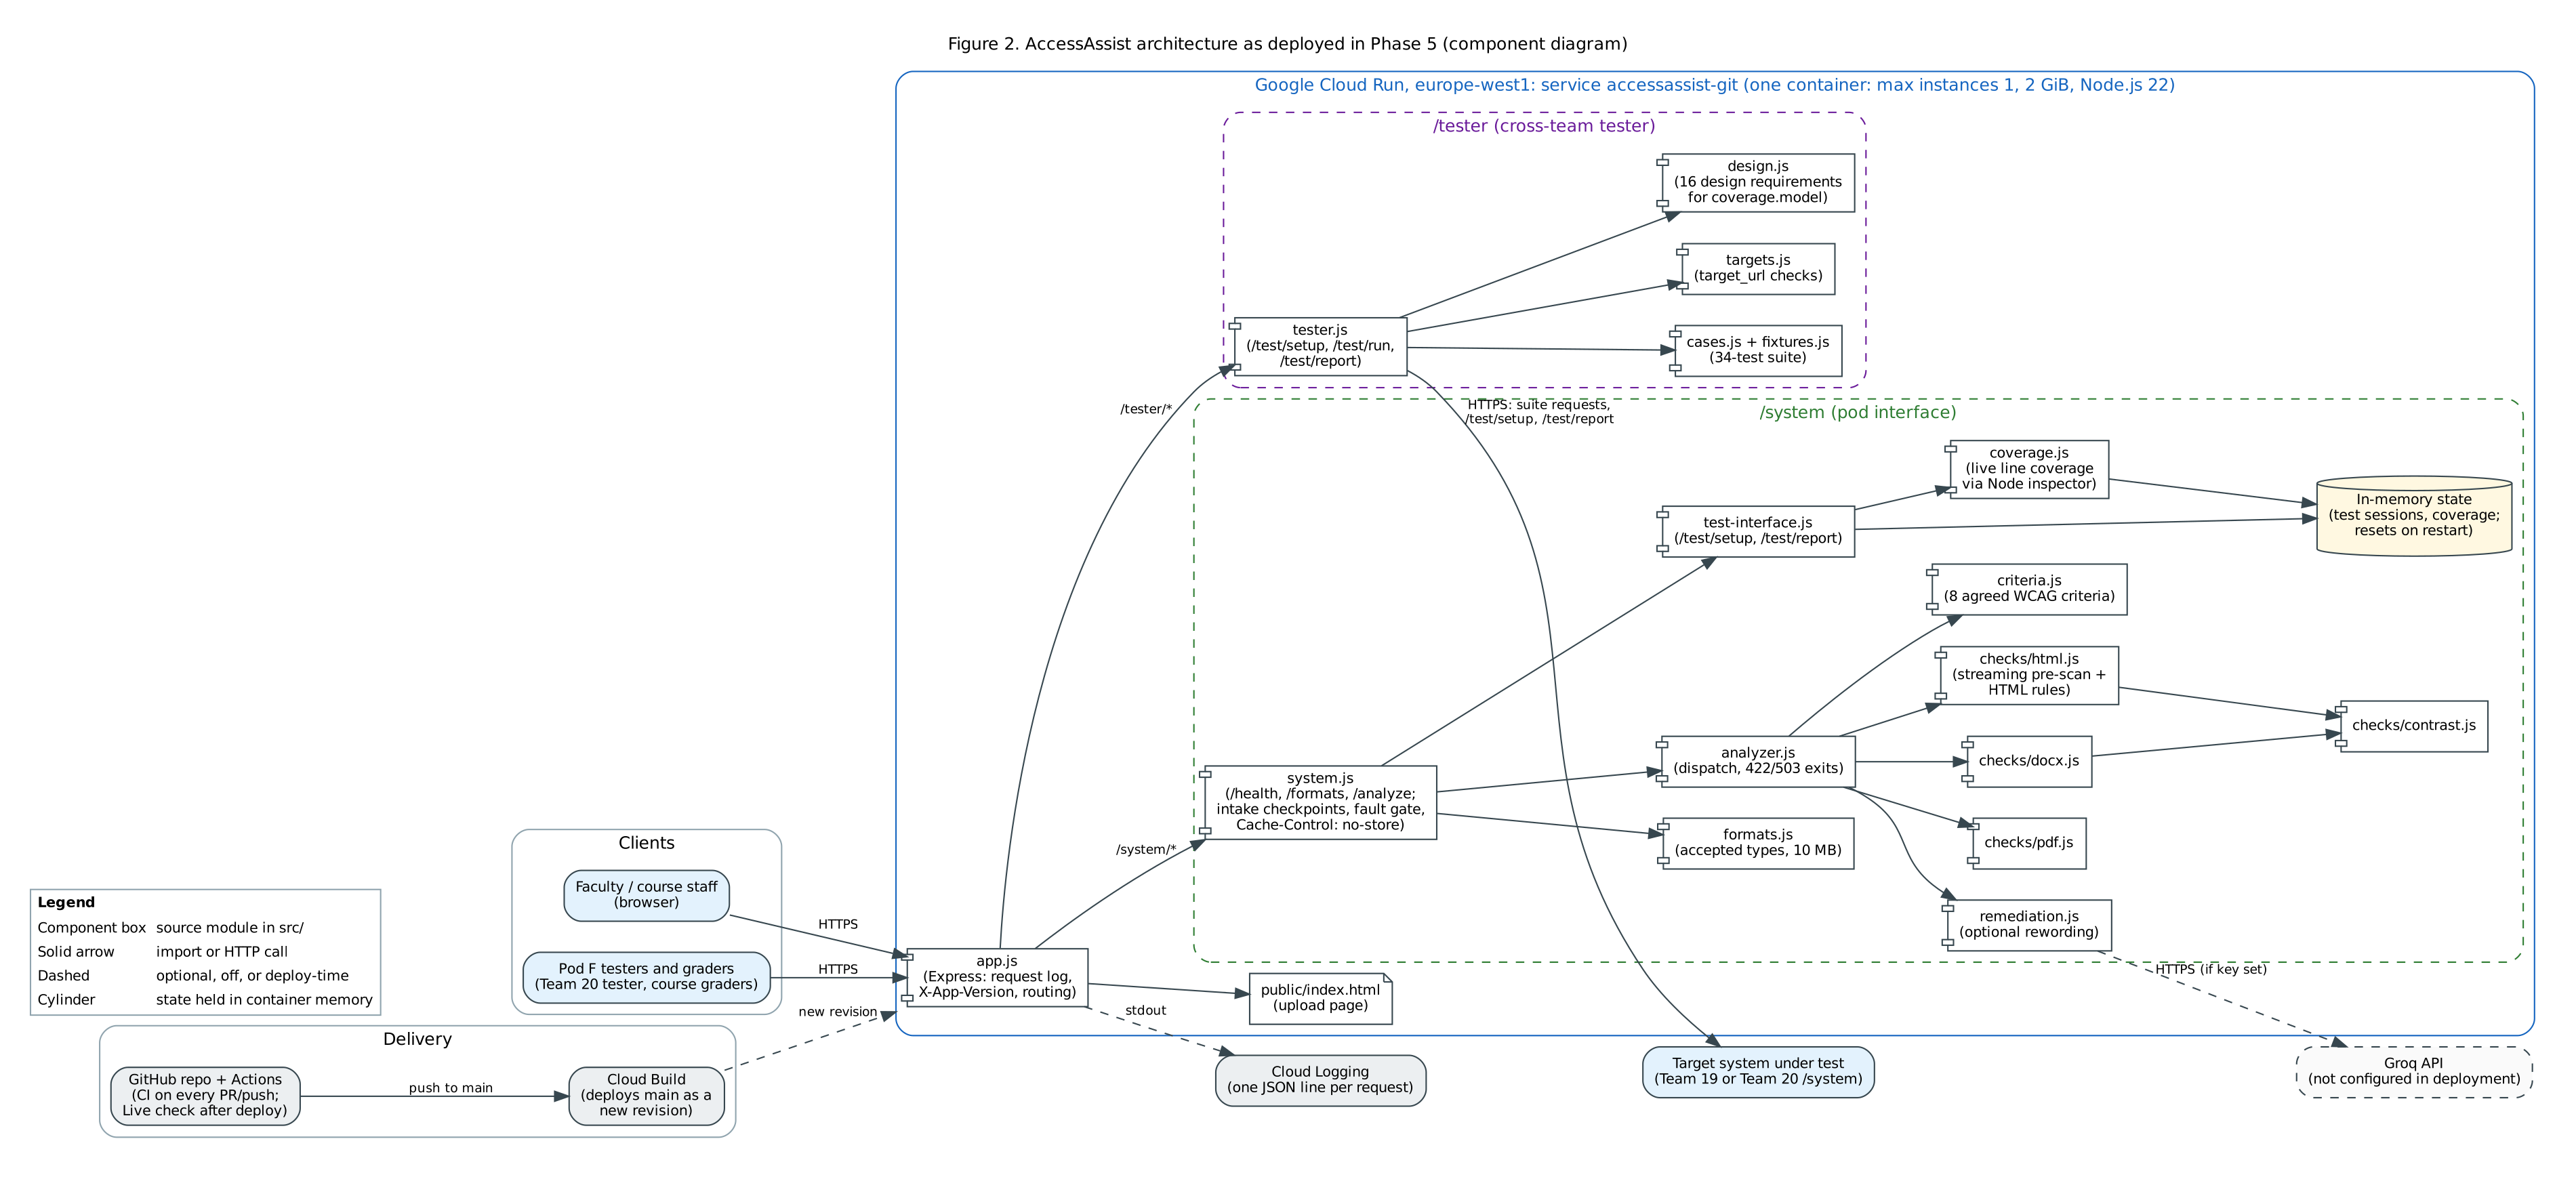 Figure 2. AccessAssist architecture as deployed in Phase 5 (component diagram)
Google Cloud Run, europe-west1: service accessassist-git (one container: max instances 1, 2 GiB, Node.js 22)
/tester (cross-team tester)
design.js
(16 design requirements
for coverage.model)
targets.js
(target_url checks)
tester.js
(/test/setup, /test/run,
/test/report)
cases.js + fixtures.js
(34-test suite)
/tester/*
HTTPS: suite requests,
/test/setup, /test/report
/system (pod interface)
coverage.js
(live line coverage
via Node inspector)
In-memory state
(test sessions, coverage;
resets on restart)
test-interface.js
(/test/setup, /test/report)
criteria.js
(8 agreed WCAG criteria)
checks/html.js
(streaming pre-scan +
HTML rules)
checks/contrast.js
analyzer.js
(dispatch, 422/503 exits)
checks/docx.js
system.js
(/health, /formats, /analyze;
intake checkpoints, fault gate,
Cache-Control: no-store)
formats.js
(accepted types, 10 MB)
checks/pdf.js
/system/*
remediation.js
(optional rewording)
HTTPS (if key set)
Clients
Faculty / course staff
(browser)
HTTPS
Pod F testers and graders
(Team 20 tester, course graders)
HTTPS
app.js
(Express: request log,
X-App-Version, routing)
public/index.html
(upload page)
stdout
new revision
Legend
Component box source module in src/
Solid arrow import or HTTP call
Dashed optional, off, or deploy-time
Cylinder state held in container memory
Delivery
GitHub repo + Actions
(CI on every PR/push;
Live check after deploy)
push to main
Cloud Build
(deploys main as a
new revision)
Cloud Logging
(one JSON line per request)
Target system under test
(Team 19 or Team 20 /system)
Groq API
(not configured in deployment)